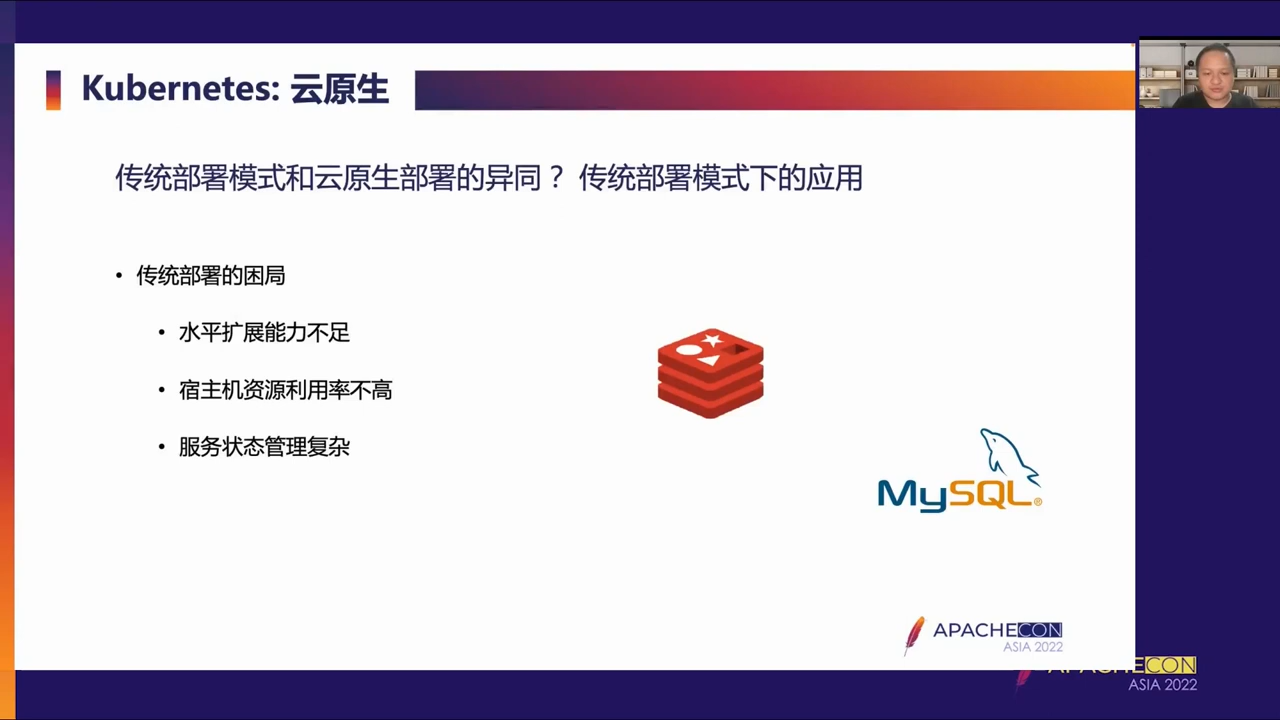 Kubernetes: 云原生
传统部署模式和云原生部署的异同？ 传统部署模式下的应用
• 传统部署的困局
• 水平扩展能力不足
• 宿主机资源利用率不高
• 服务状态管理复杂
MySQL®
APACHECON
ASIA 2022
APACHECON
ASIA 2022